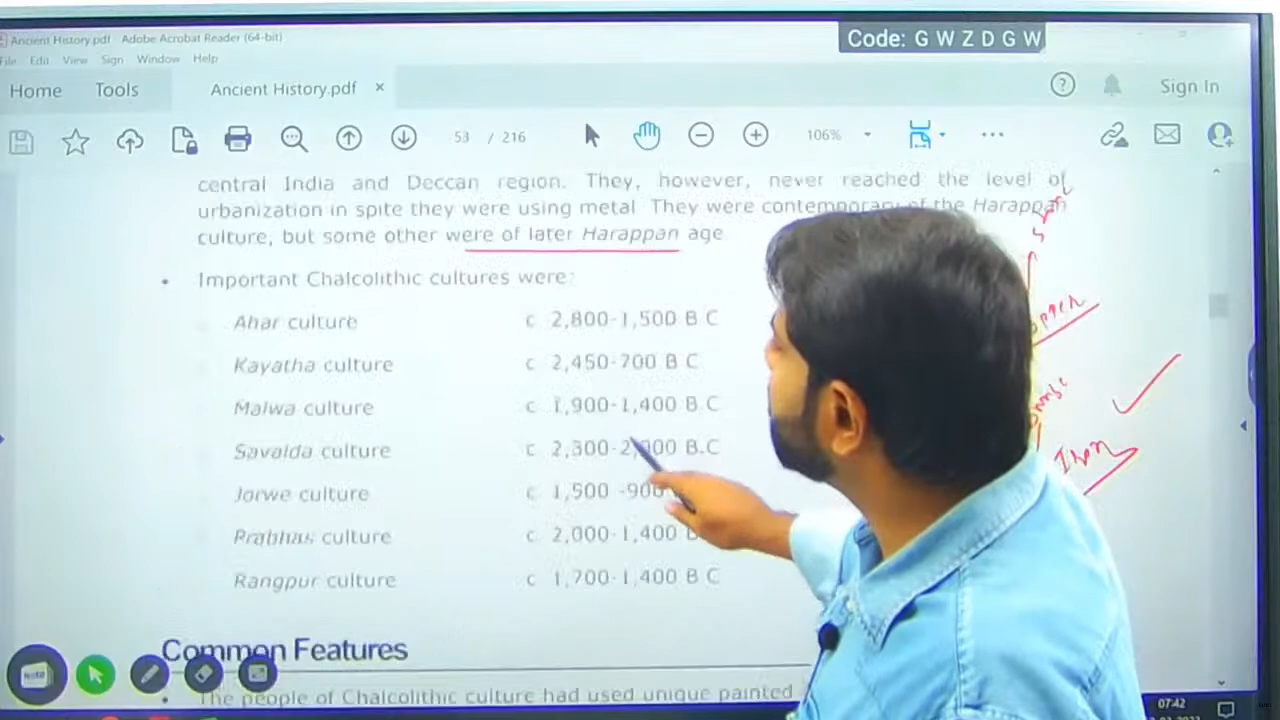 Code: G W Z D G W
Ancient History.pdf Adobe Acrobat Reader (64-bit)
File Edit View Sign Window Help
Home Tools Ancient History.pdf × Sign In
53 / 216 106%
central India and Deccan region. They, however, never reached the level of
urbanization in spite they were using metal They were contemporary of the Harappan
culture, but some other were of later Harappan age
• Important Chalcolithic cultures were:
Ahar culture c 2,800-1,500 B C
Kayatha culture c 2,450-700 B C
Malwa culture c 1,900-1,400 B C
Savalda culture c 2,300-2,000 B.C
Jorwe culture c 1,500 -900
Prabhas culture c 2,000-1,400 B
Rangpur culture c 1,700-1,400 B C
Iron
Common Features
• The people of Chalcolithic culture had used unique painted
Note
07:42